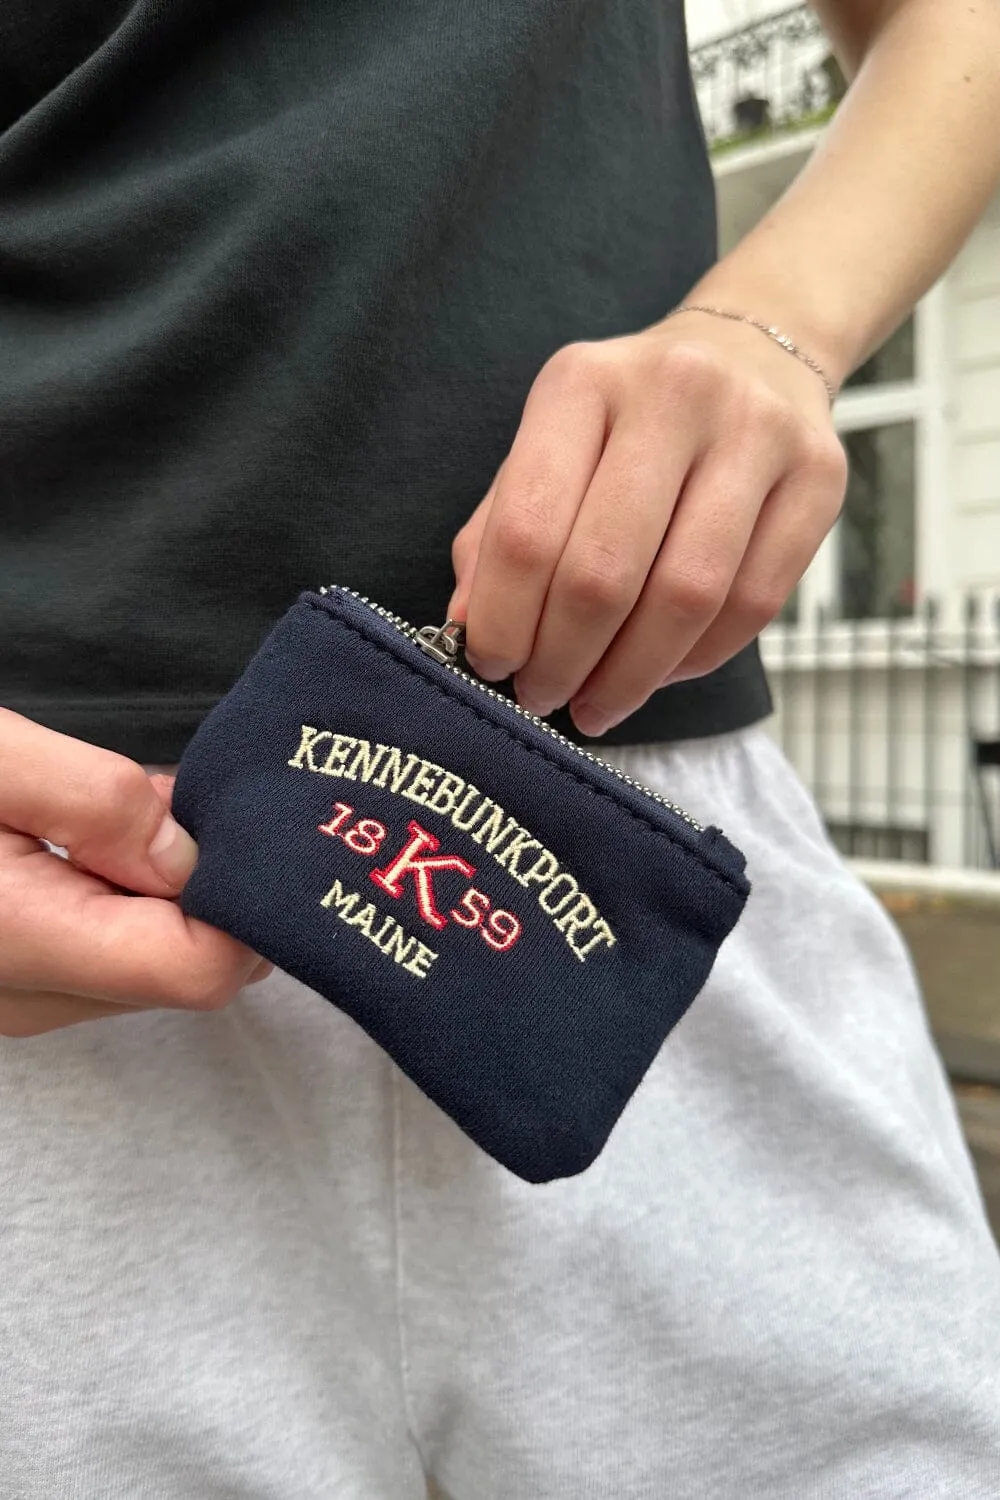 KENNEBUNKPORT
18 K 59
MAINE